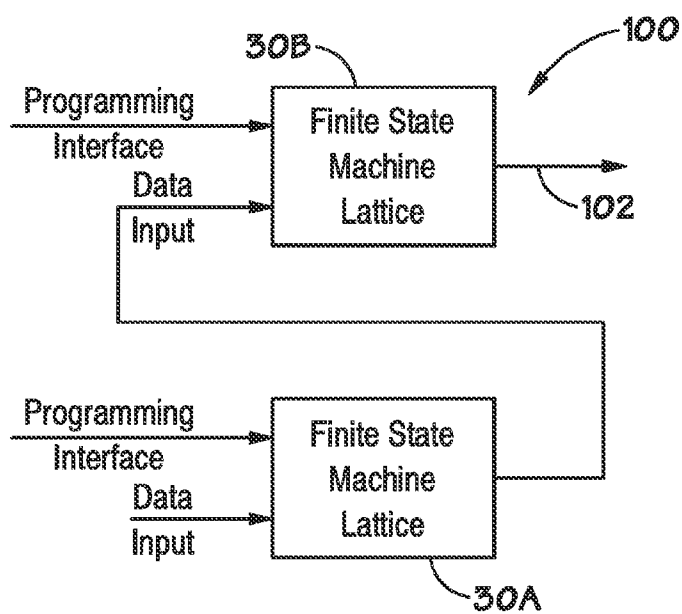 30B
100
Programming
Interface
Data
Input
Finite State
Machine
Lattice
102
Programming
Interface
Data
Input
Finite State
Machine
Lattice
30A